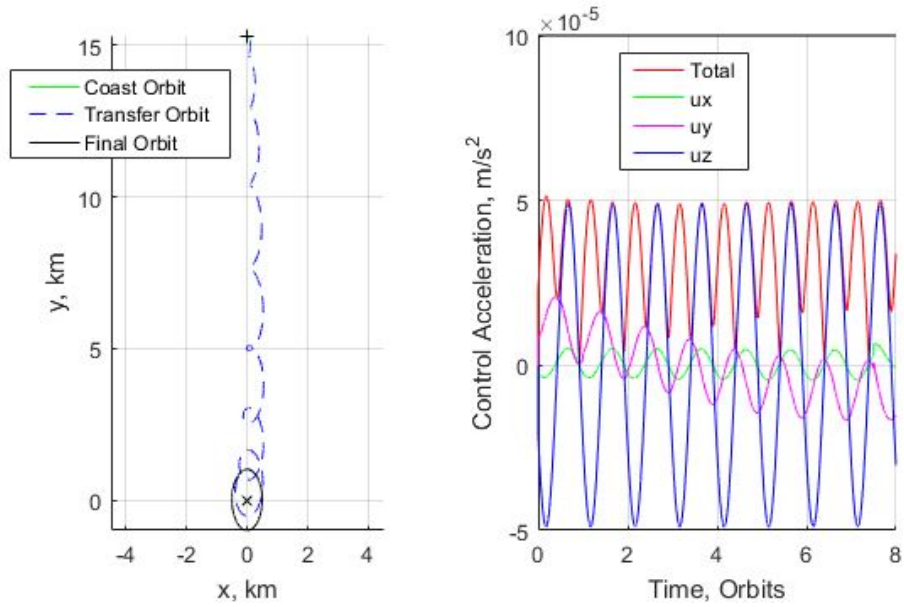 15
10
5
0
-4
-2
0
2
4
x, km
y, km
Coast Orbit
Transfer Orbit
Final Orbit
×10⁻⁵
10
5
0
-5
0
2
4
6
8
Time, Orbits
Control Acceleration, m/s²
Total
ux
uy
uz